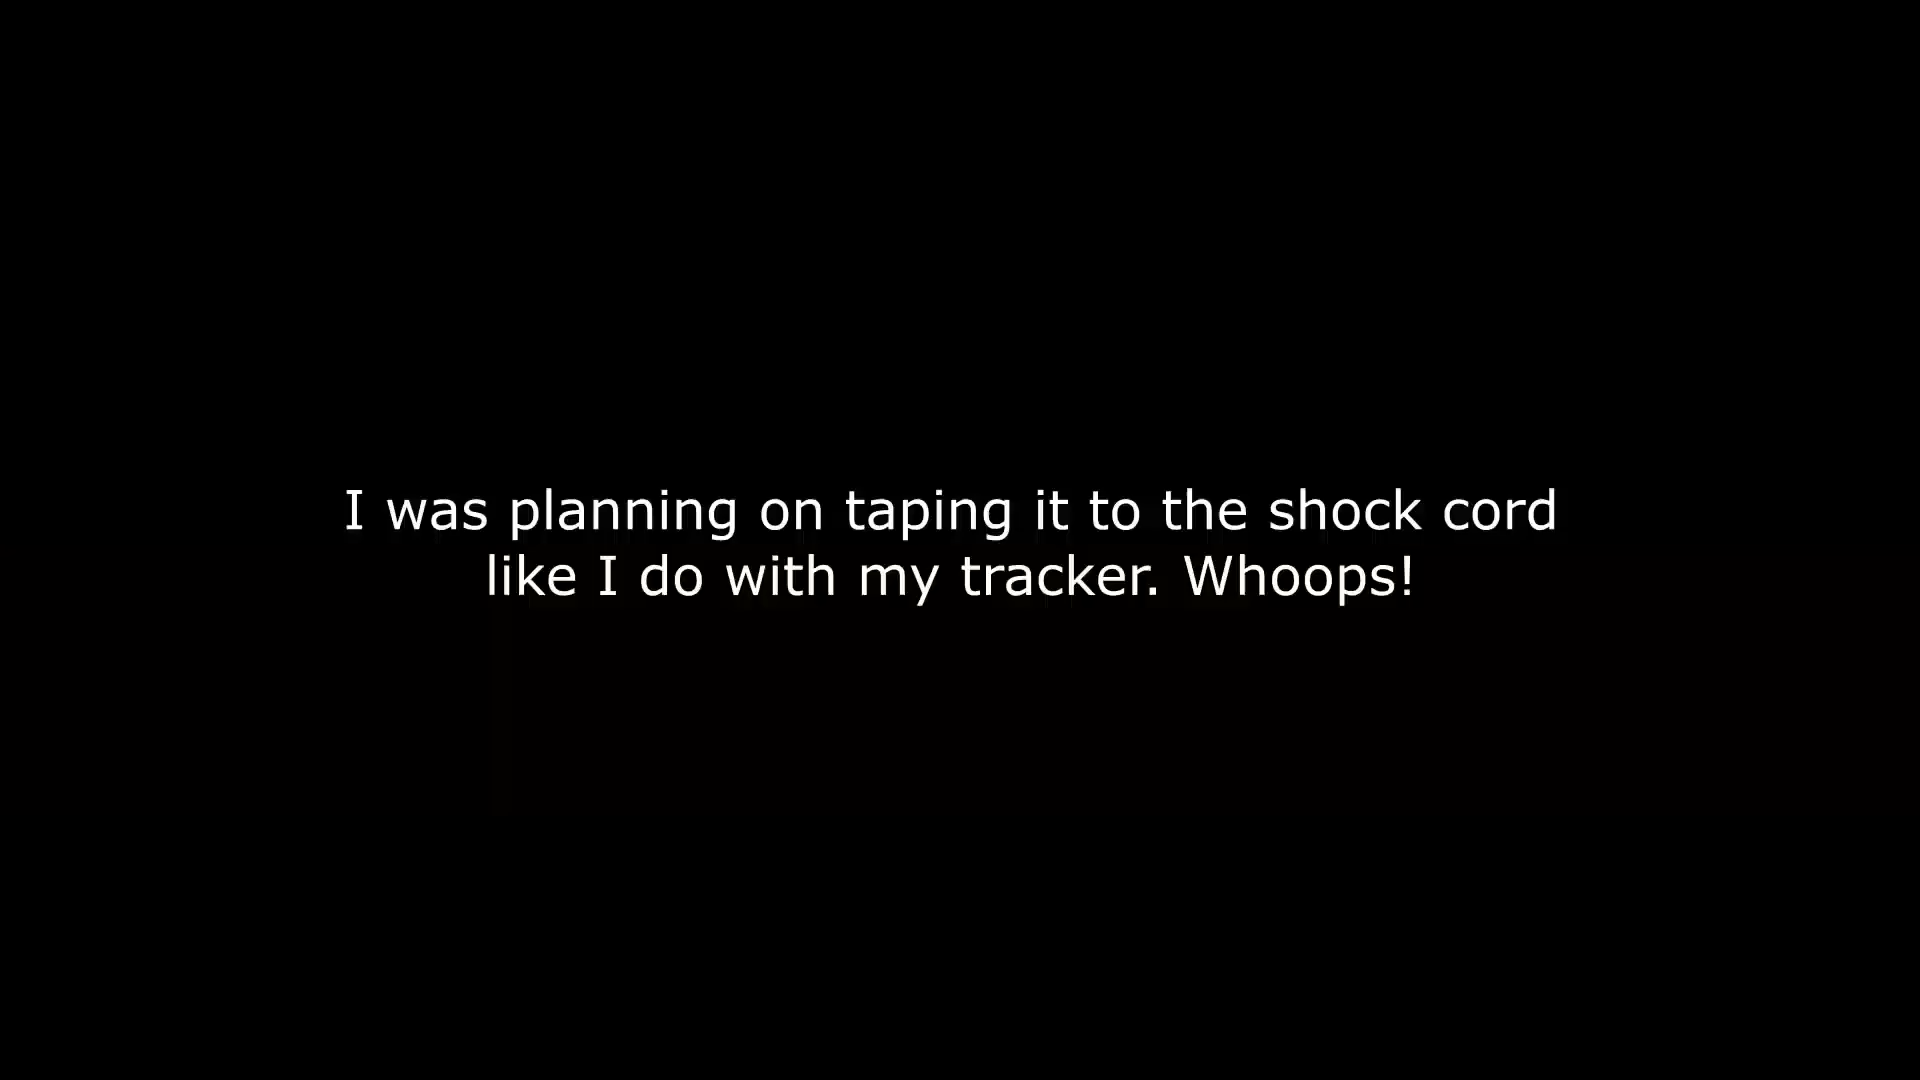 I was planning on taping it to the shock cord
like I do with my tracker. Whoops!